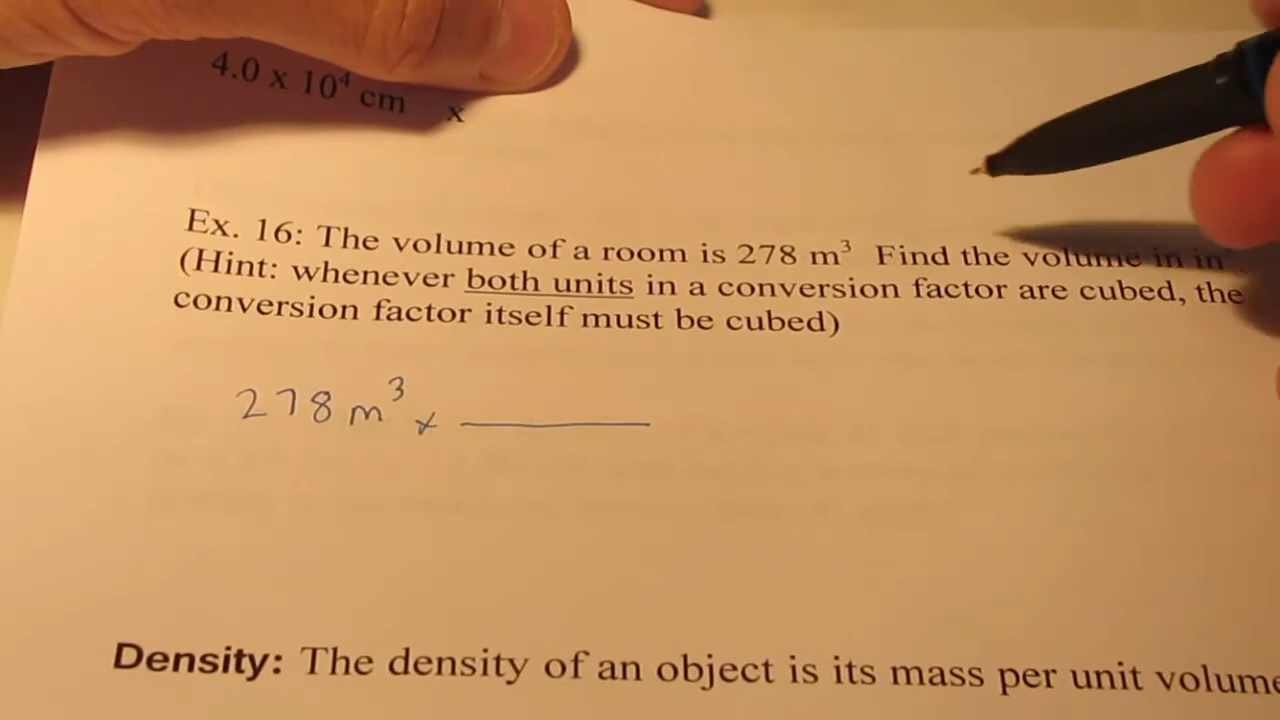 4.0 x 10⁴ cm x
Ex. 16: The volume of a room is 278 m³ Find the volume in in³.
(Hint: whenever both units in a conversion factor are cubed, the
conversion factor itself must be cubed)
278 m³ x
Density: The density of an object is its mass per unit volume